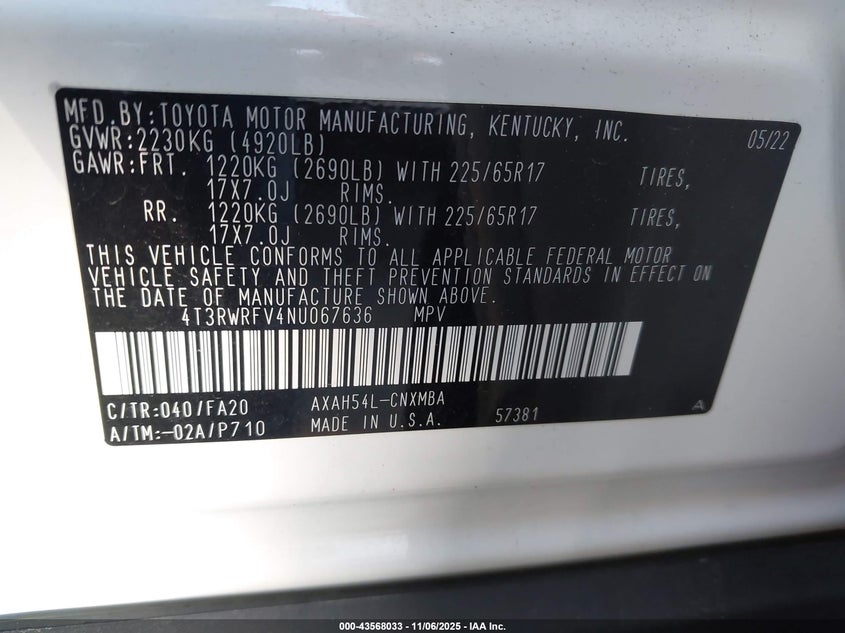 MFD.BY:TOYOTA MOTOR MANUFACTURING, KENTUCKY, INC. 05/22
GVWR:2230KG (4920LB)
GAWR:FRT. 1220KG (2690LB) WITH 225/65R17 TIRES,
17X7.0J RIMS.
RR. 1220KG (2690LB) WITH 225/65R17 TIRES,
17X7.0J RIMS.
THIS VEHICLE CONFORMS TO ALL APPLICABLE FEDERAL MOTOR
VEHICLE SAFETY AND THEFT PREVENTION STANDARDS IN EFFECT ON
THE DATE OF MANUFACTURE SHOWN ABOVE.
4T3RWRFV4NU067636 MPV
C/TR:040/FA20 AXAH54L-CNXMBA
A/TM:-02A/P710 MADE IN U.S.A. 57381 A
000-43568033 - 11/06/2025 - IAA Inc.